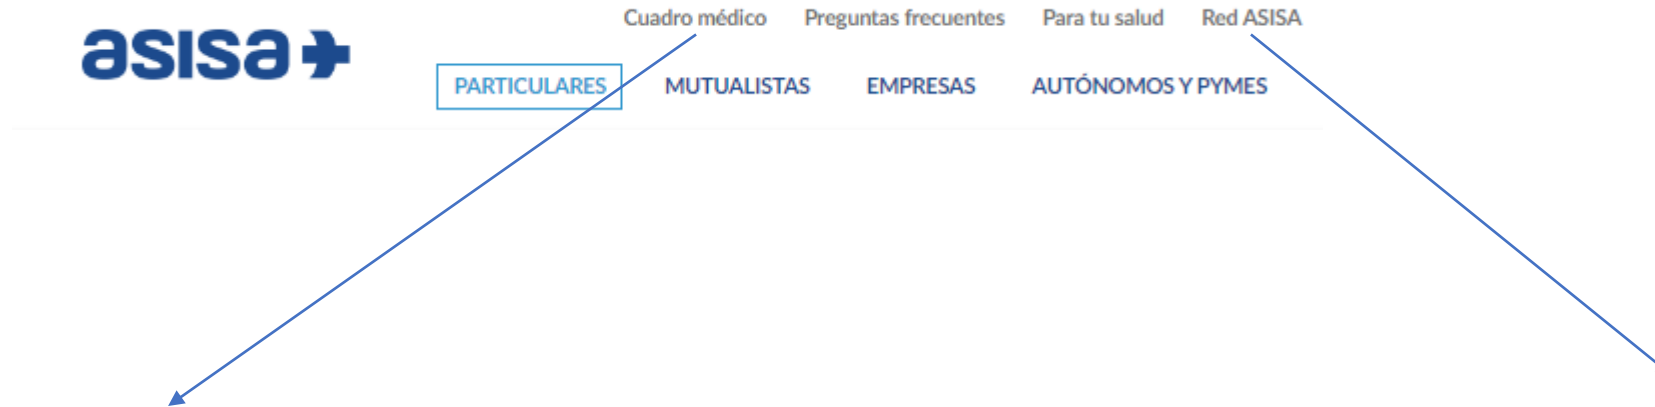 Cuadro médico Preguntas frecuentes Para tu salud Red ASISA
asisa
PARTICULARES MUTUALISTAS EMPRESAS AUTÓNOMOS Y PYMES